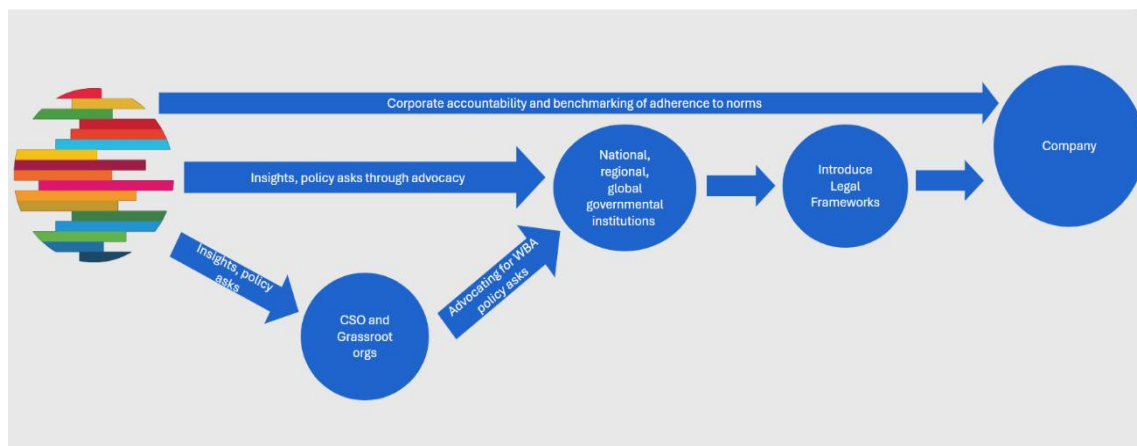 Corporate accountability and benchmarking of adherence to norms
Company
National,
regional,
global
governmental
institutions
Introduce
Legal
Frameworks
Insights, policy asks through advocacy
Insights, policy
asks
Advocating for WBA
policy asks
CSO and
Grassroot
orgs